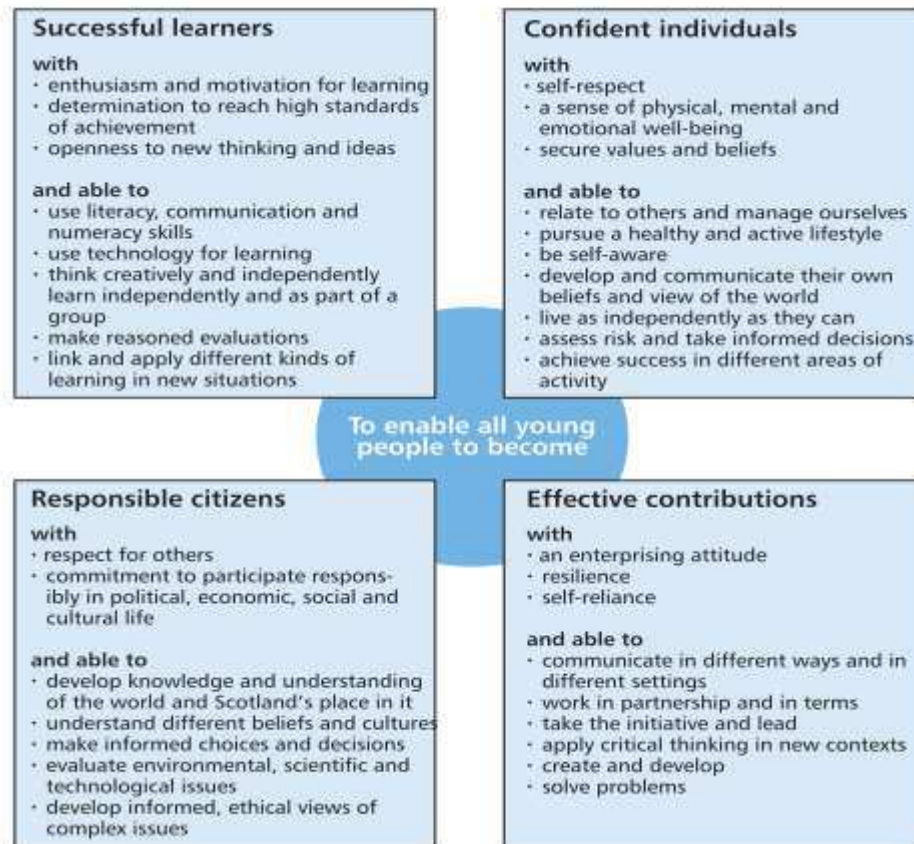 Successful learners
with
· enthusiasm and motivation for learning
· determination to reach high standards
of achievement
· openness to new thinking and ideas
and able to
· use literacy, communication and
numeracy skills
· use technology for learning
· think creatively and independently
learn independently and as part of a
group
· make reasoned evaluations
· link and apply different kinds of
learning in new situations
Confident individuals
with
· self-respect
· a sense of physical, mental and
emotional well-being
· secure values and beliefs
and able to
· relate to others and manage ourselves
· pursue a healthy and active lifestyle
· be self-aware
· develop and communicate their own
beliefs and view of the world
· live as independently as they can
· assess risk and take informed decisions
· achieve success in different areas of
activity
To enable all young
people to become
Responsible citizens
with
· respect for others
· commitment to participate respons-
ibly in political, economic, social and
cultural life
and able to
· develop knowledge and understanding
of the world and Scotland's place in it
· understand different beliefs and cultures
· make informed choices and decisions
· evaluate environmental, scientific and
technological issues
· develop informed, ethical views of
complex issues
Effective contributions
with
· an enterprising attitude
· resilience
· self-reliance
and able to
· communicate in different ways and in
different settings
· work in partnership and in terms
· take the initiative and lead
· apply critical thinking in new contexts
· create and develop
· solve problems